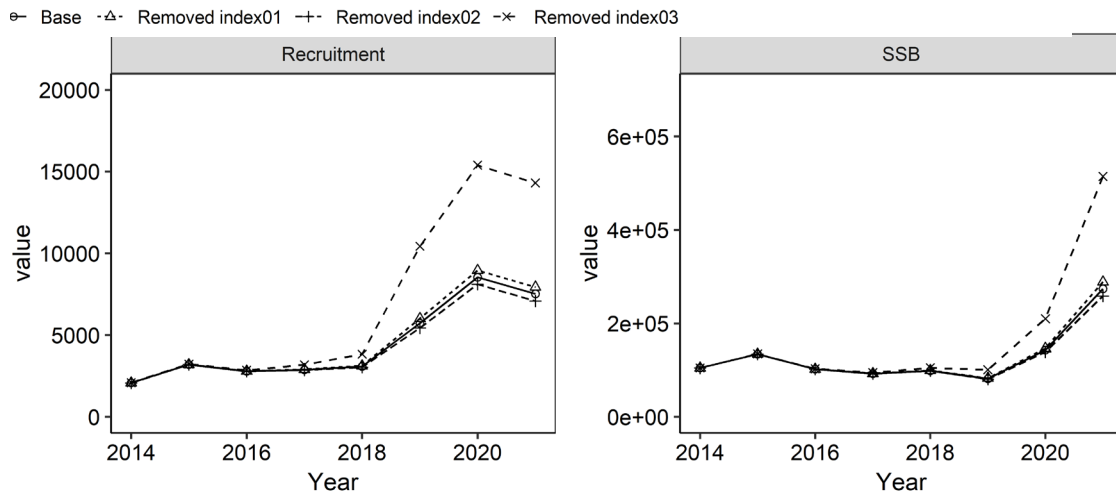 Base Removed index01 Removed index02 Removed index03
Recruitment
20000
15000
10000
5000
0
value
2014 2016 2018 2020
Year
SSB
6e+05
4e+05
2e+05
0e+00
value
2014 2016 2018 2020
Year